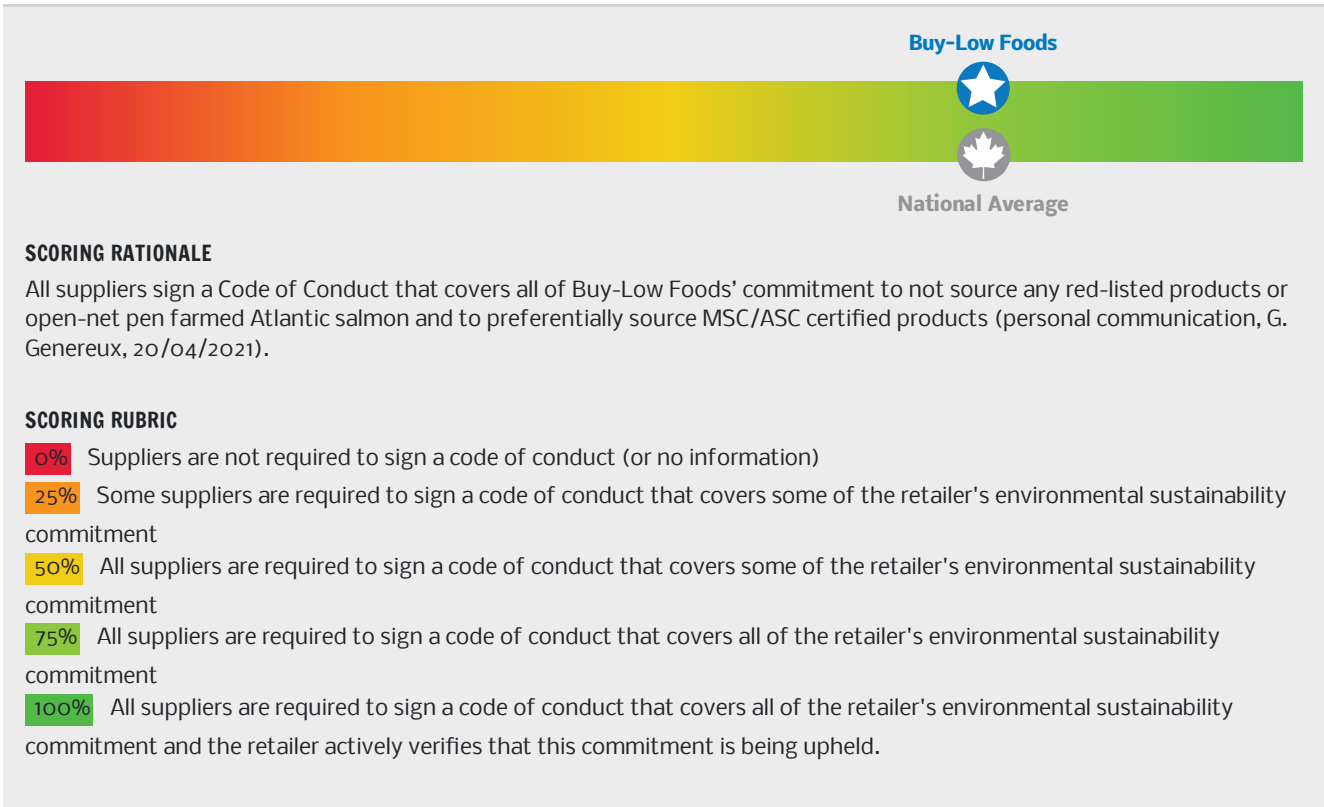 Buy-Low Foods
National Average
SCORING RATIONALE
All suppliers sign a Code of Conduct that covers all of Buy-Low Foods’ commitment to not source any red-listed products or
open-net pen farmed Atlantic salmon and to preferentially source MSC/ASC certified products (personal communication, G.
Genereux, 20/04/2021).
SCORING RUBRIC
0% Suppliers are not required to sign a code of conduct (or no information)
25% Some suppliers are required to sign a code of conduct that covers some of the retailer's environmental sustainability
commitment
50% All suppliers are required to sign a code of conduct that covers some of the retailer's environmental sustainability
commitment
75% All suppliers are required to sign a code of conduct that covers all of the retailer's environmental sustainability
commitment
100% All suppliers are required to sign a code of conduct that covers all of the retailer's environmental sustainability
commitment and the retailer actively verifies that this commitment is being upheld.